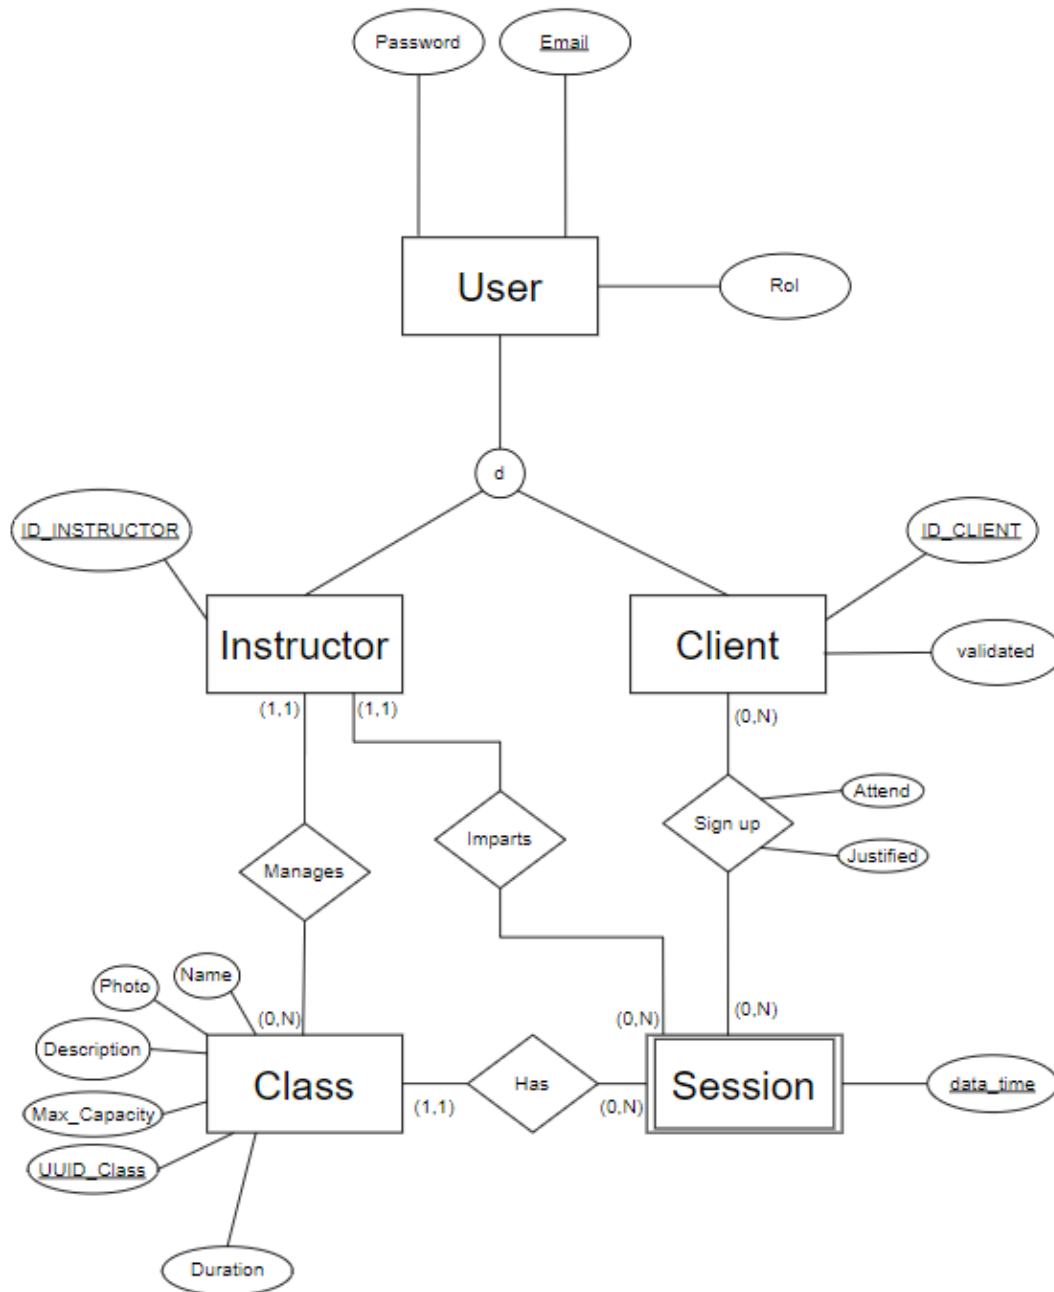 Password
Email
User
Rol
d
ID_INSTRUCTOR
ID_CLIENT
Instructor
Client
validated
(1,1)
(1,1)
(0,N)
Attend
Sign up
Imparts
Justified
Manages
Name
Photo
(0,N)
(0,N)
(0,N)
Description
Class
Has
Session
data_time
(1,1)
(0,N)
Max_Capacity
UUID_Class
Duration